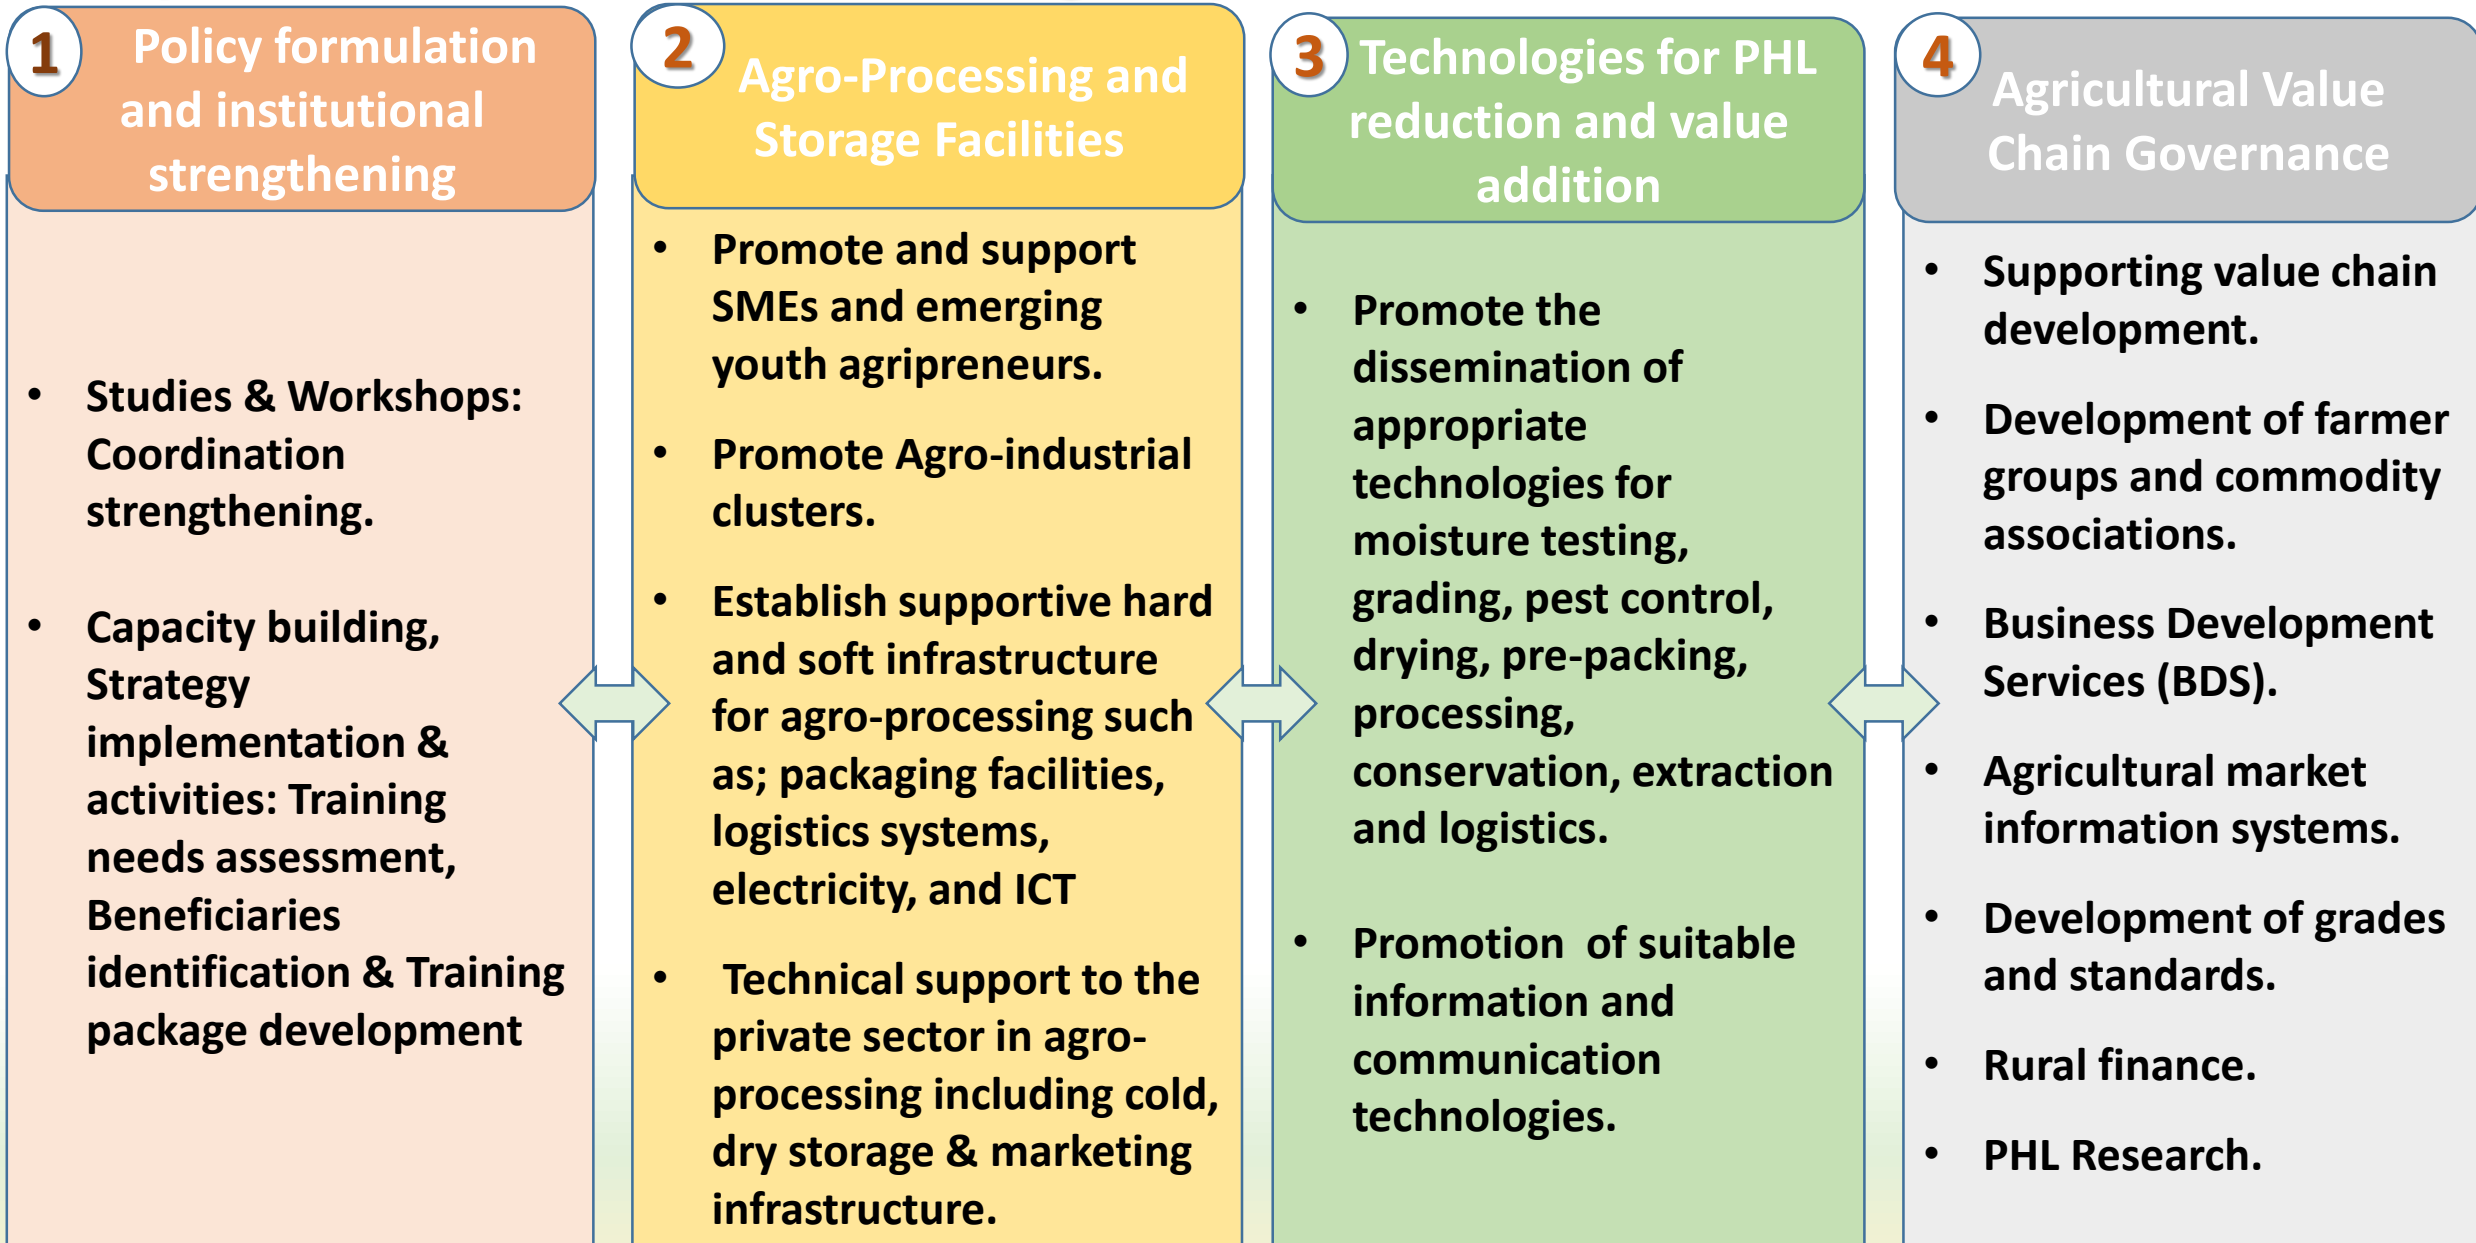 1
Policy formulation
and institutional
strengthening
• Studies & Workshops:
Coordination
strengthening.
• Capacity building,
Strategy
implementation &
activities: Training
needs assessment,
Beneficiaries
identification & Training
package development
2
Agro-Processing and
Storage Facilities
• Promote and support
SMEs and emerging
youth agripreneurs.
• Promote Agro-industrial
clusters.
• Establish supportive hard
and soft infrastructure
for agro-processing such
as; packaging facilities,
logistics systems,
electricity, and ICT
• Technical support to the
private sector in agro-
processing including cold,
dry storage & marketing
infrastructure.
3
Technologies for PHL
reduction and value
addition
• Promote the
dissemination of
appropriate
technologies for
moisture testing,
grading, pest control,
drying, pre-packing,
processing,
conservation, extraction
and logistics.
• Promotion of suitable
information and
communication
technologies.
4
Agricultural Value
Chain Governance
• Supporting value chain
development.
• Development of farmer
groups and commodity
associations.
• Business Development
Services (BDS).
• Agricultural market
information systems.
• Development of grades
and standards.
• Rural finance.
• PHL Research.